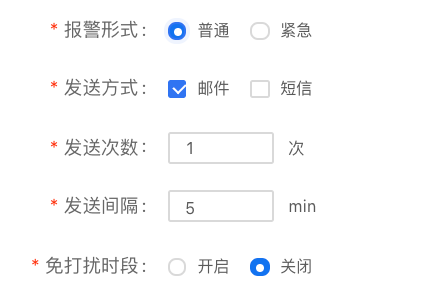 * 报警形式： 普通 紧急
* 发送方式： 邮件 短信
* 发送次数： 1 次
* 发送间隔： 5 min
* 免打扰时段： 开启 关闭